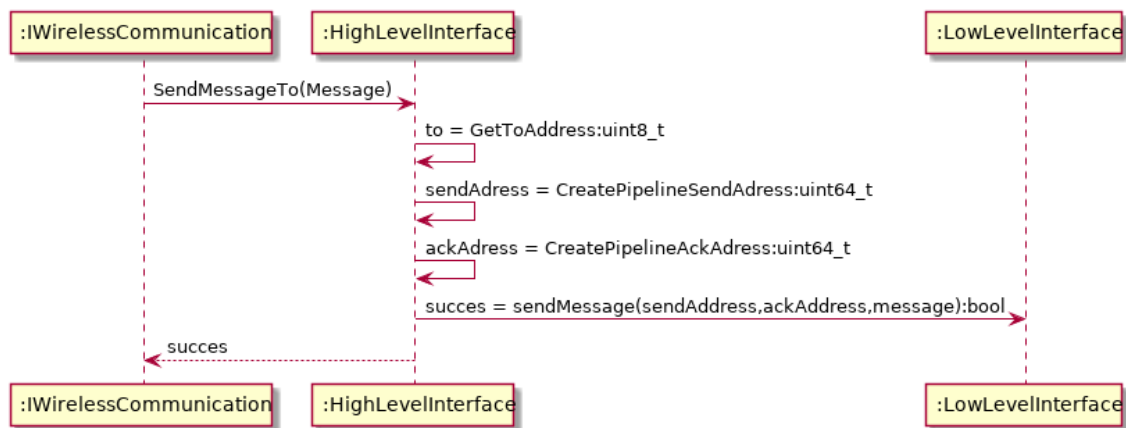 :IWirelessCommunication :HighLevelInterface :LowLevelInterface
SendMessageTo(Message)
to = GetToAddress:uint8_t
sendAdress = CreatePipelineSendAdress:uint64_t
ackAdress = CreatePipelineAckAdress:uint64_t
succes = sendMessage(sendAddress,ackAddress,message):bool
succes
:IWirelessCommunication :HighLevelInterface :LowLevelInterface